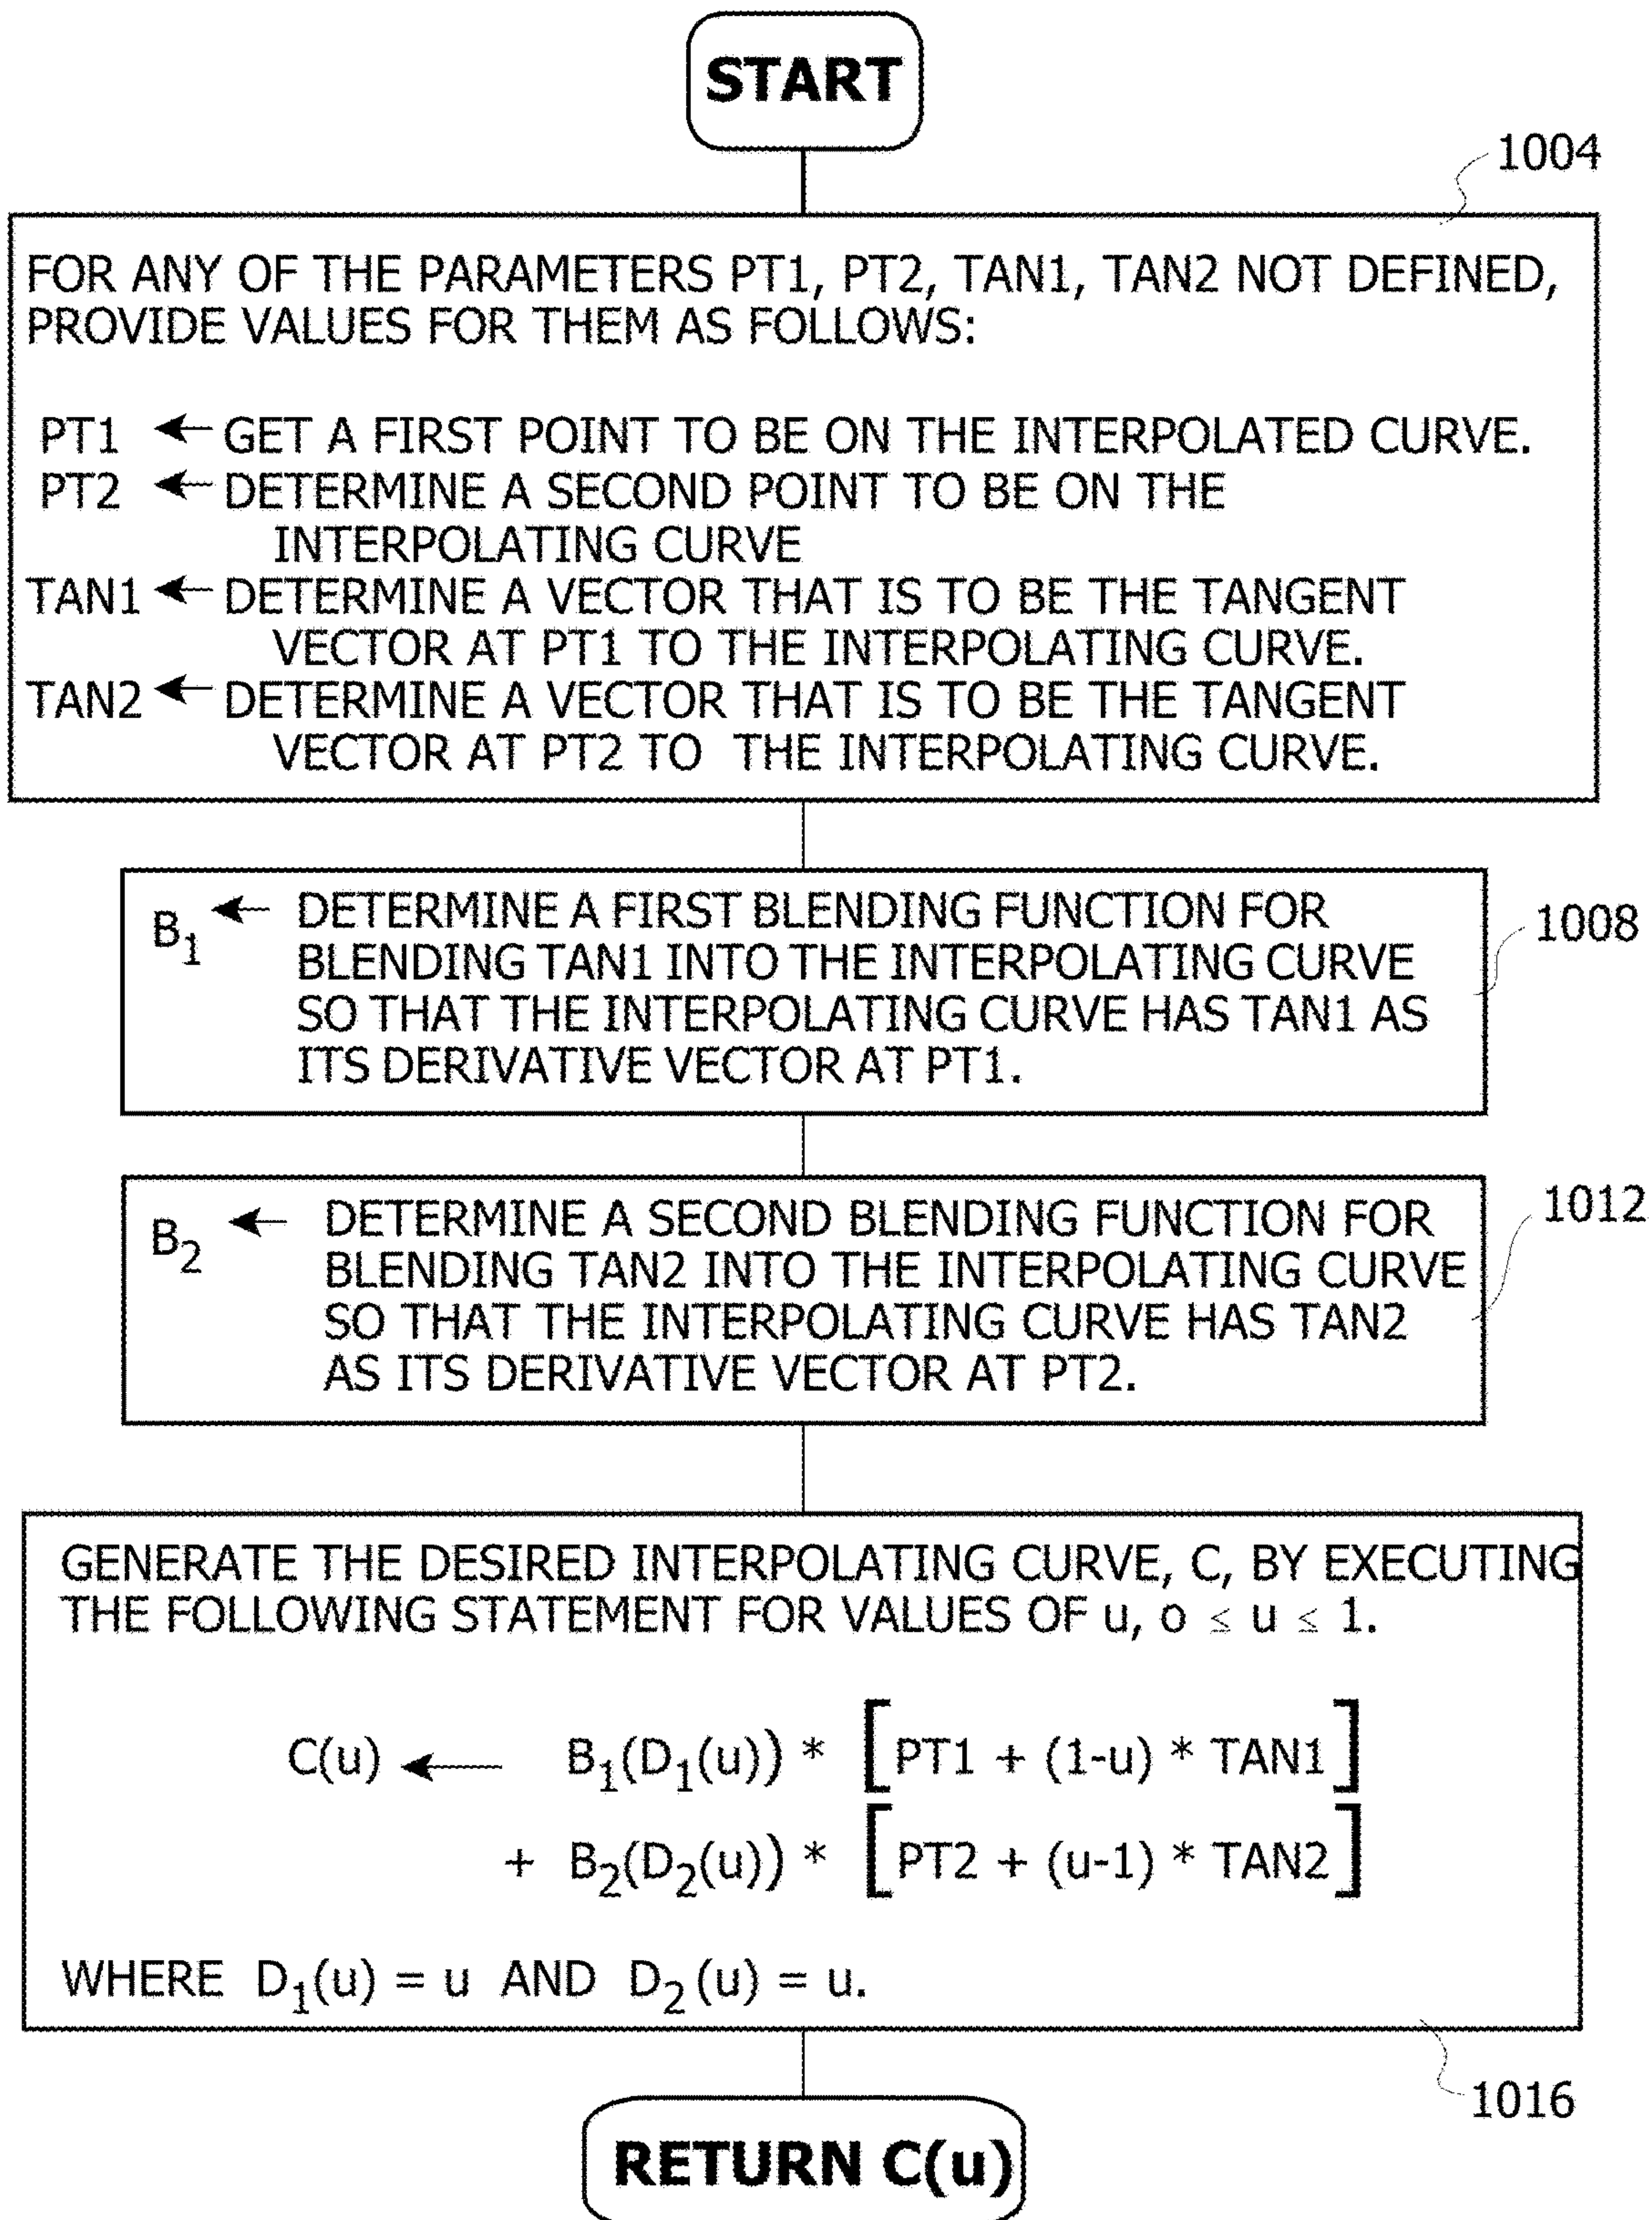 START
1004
FOR ANY OF THE PARAMETERS PT1, PT2, TAN1, TAN2 NOT DEFINED,
PROVIDE VALUES FOR THEM AS FOLLOWS:
PT1 ← GET A FIRST POINT TO BE ON THE INTERPOLATED CURVE.
PT2 ← DETERMINE A SECOND POINT TO BE ON THE
INTERPOLATING CURVE
TAN1 ← DETERMINE A VECTOR THAT IS TO BE THE TANGENT
VECTOR AT PT1 TO THE INTERPOLATING CURVE.
TAN2 ← DETERMINE A VECTOR THAT IS TO BE THE TANGENT
VECTOR AT PT2 TO THE INTERPOLATING CURVE.
B₁ ← DETERMINE A FIRST BLENDING FUNCTION FOR
BLENDING TAN1 INTO THE INTERPOLATING CURVE
SO THAT THE INTERPOLATING CURVE HAS TAN1 AS
ITS DERIVATIVE VECTOR AT PT1.
1008
B₂ ← DETERMINE A SECOND BLENDING FUNCTION FOR
BLENDING TAN2 INTO THE INTERPOLATING CURVE
SO THAT THE INTERPOLATING CURVE HAS TAN2
AS ITS DERIVATIVE VECTOR AT PT2.
1012
GENERATE THE DESIRED INTERPOLATING CURVE, C, BY EXECUTING
THE FOLLOWING STATEMENT FOR VALUES OF u, o ≤ u ≤ 1.
C(u) ← B₁(D₁(u)) * [PT1 + (1-u) * TAN1]
+ B₂(D₂(u)) * [PT2 + (u-1) * TAN2]
WHERE D₁(u) = u AND D₂(u) = u.
1016
RETURN C(u)